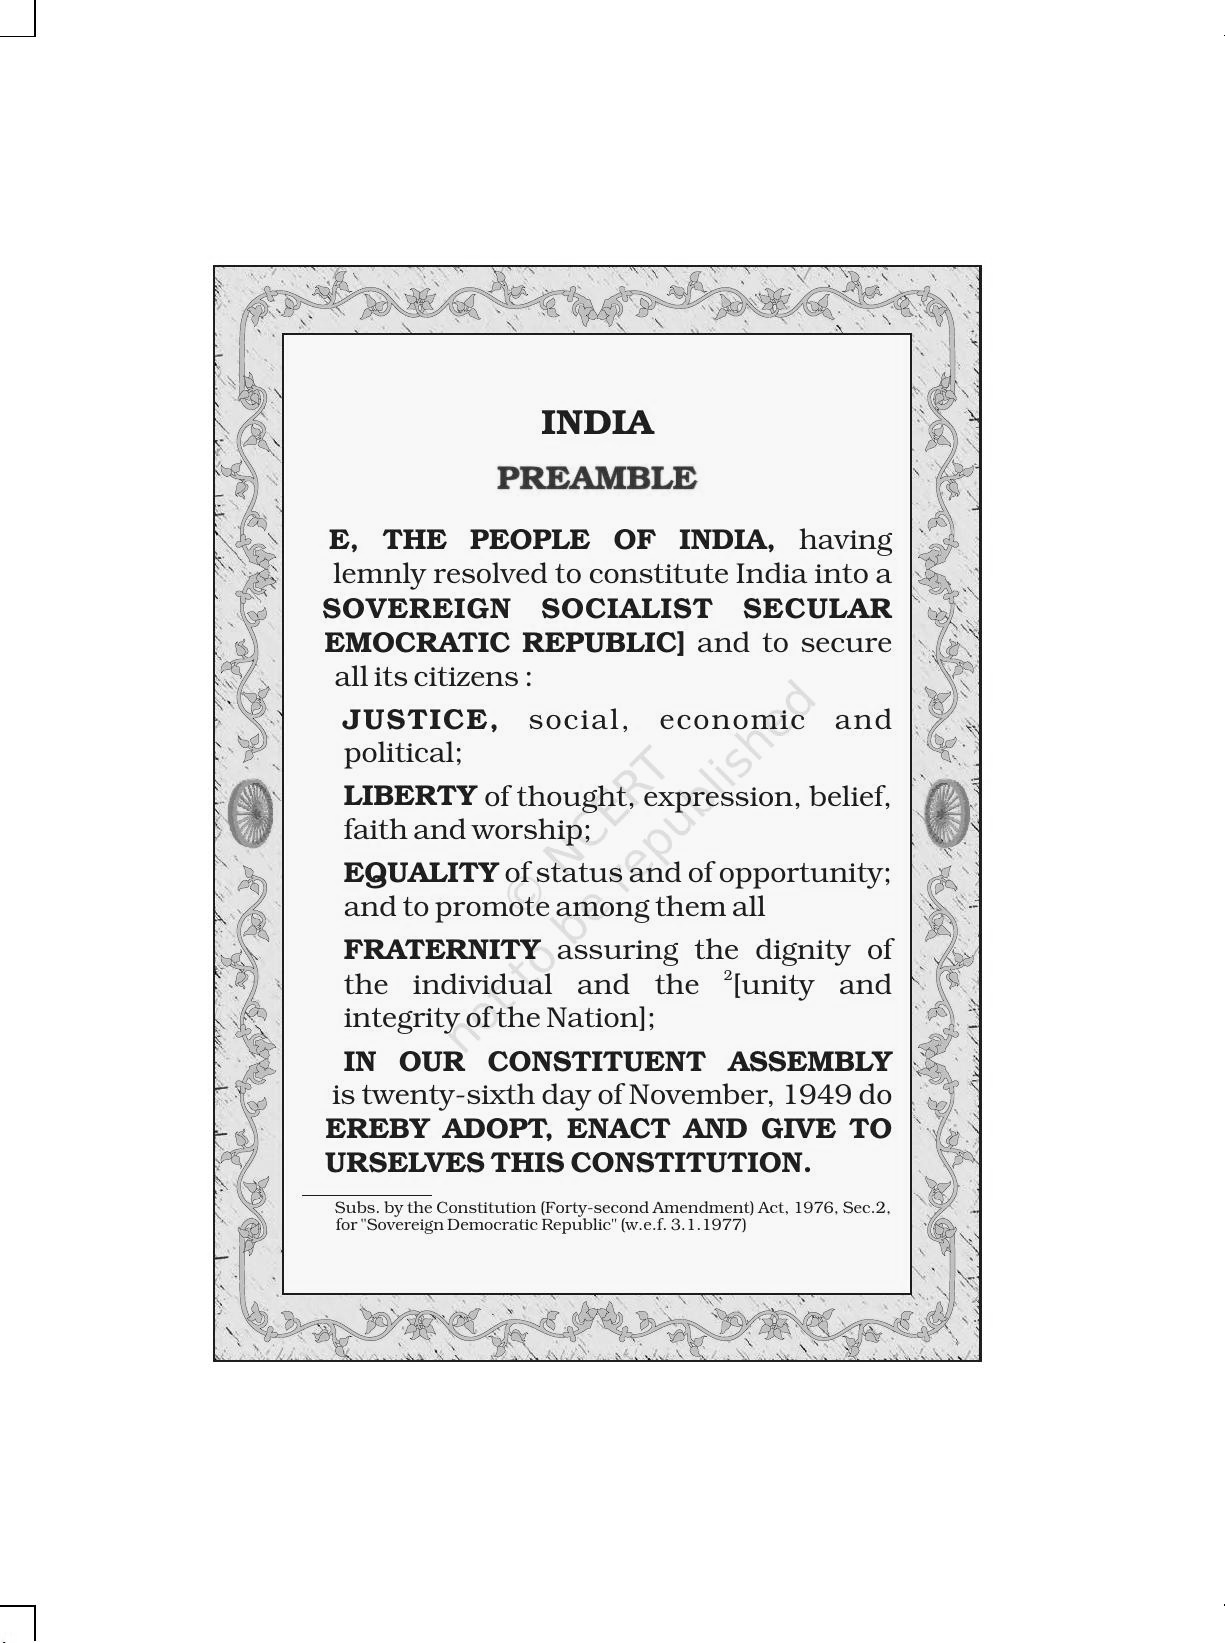 INDIA
PREAMBLE
E, THE PEOPLE OF INDIA, having
lemnly resolved to constitute India into a
SOVEREIGN SOCIALIST SECULAR
EMOCRATIC REPUBLIC] and to secure
all its citizens :
JUSTICE, social, economic and
political;
LIBERTY of thought, expression, belief,
faith and worship;
EQUALITY of status and of opportunity;
and to promote among them all
FRATERNITY assuring the dignity of
the individual and the ²[unity and
integrity of the Nation];
IN OUR CONSTITUENT ASSEMBLY
is twenty-sixth day of November, 1949 do
EREBY ADOPT, ENACT AND GIVE TO
URSELVES THIS CONSTITUTION.
Subs. by the Constitution (Forty-second Amendment) Act, 1976, Sec.2,
for "Sovereign Democratic Republic" (w.e.f. 3.1.1977)
© NCERT
not to be republished